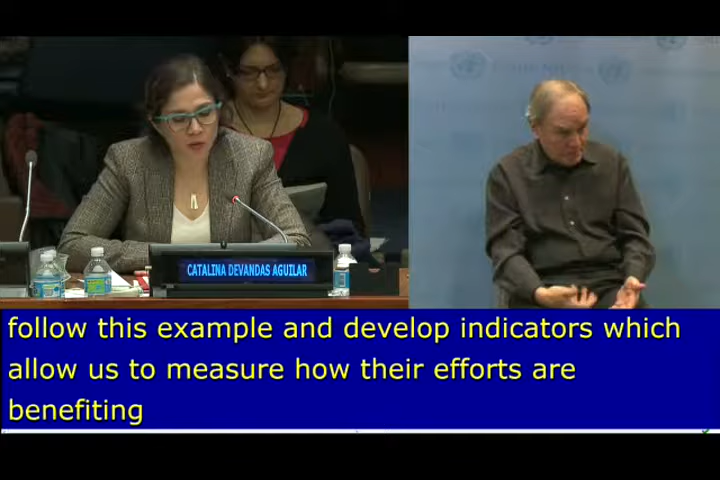 CATALINA DEVANDAS AGUILAR
follow this example and develop indicators which
allow us to measure how their efforts are
benefiting